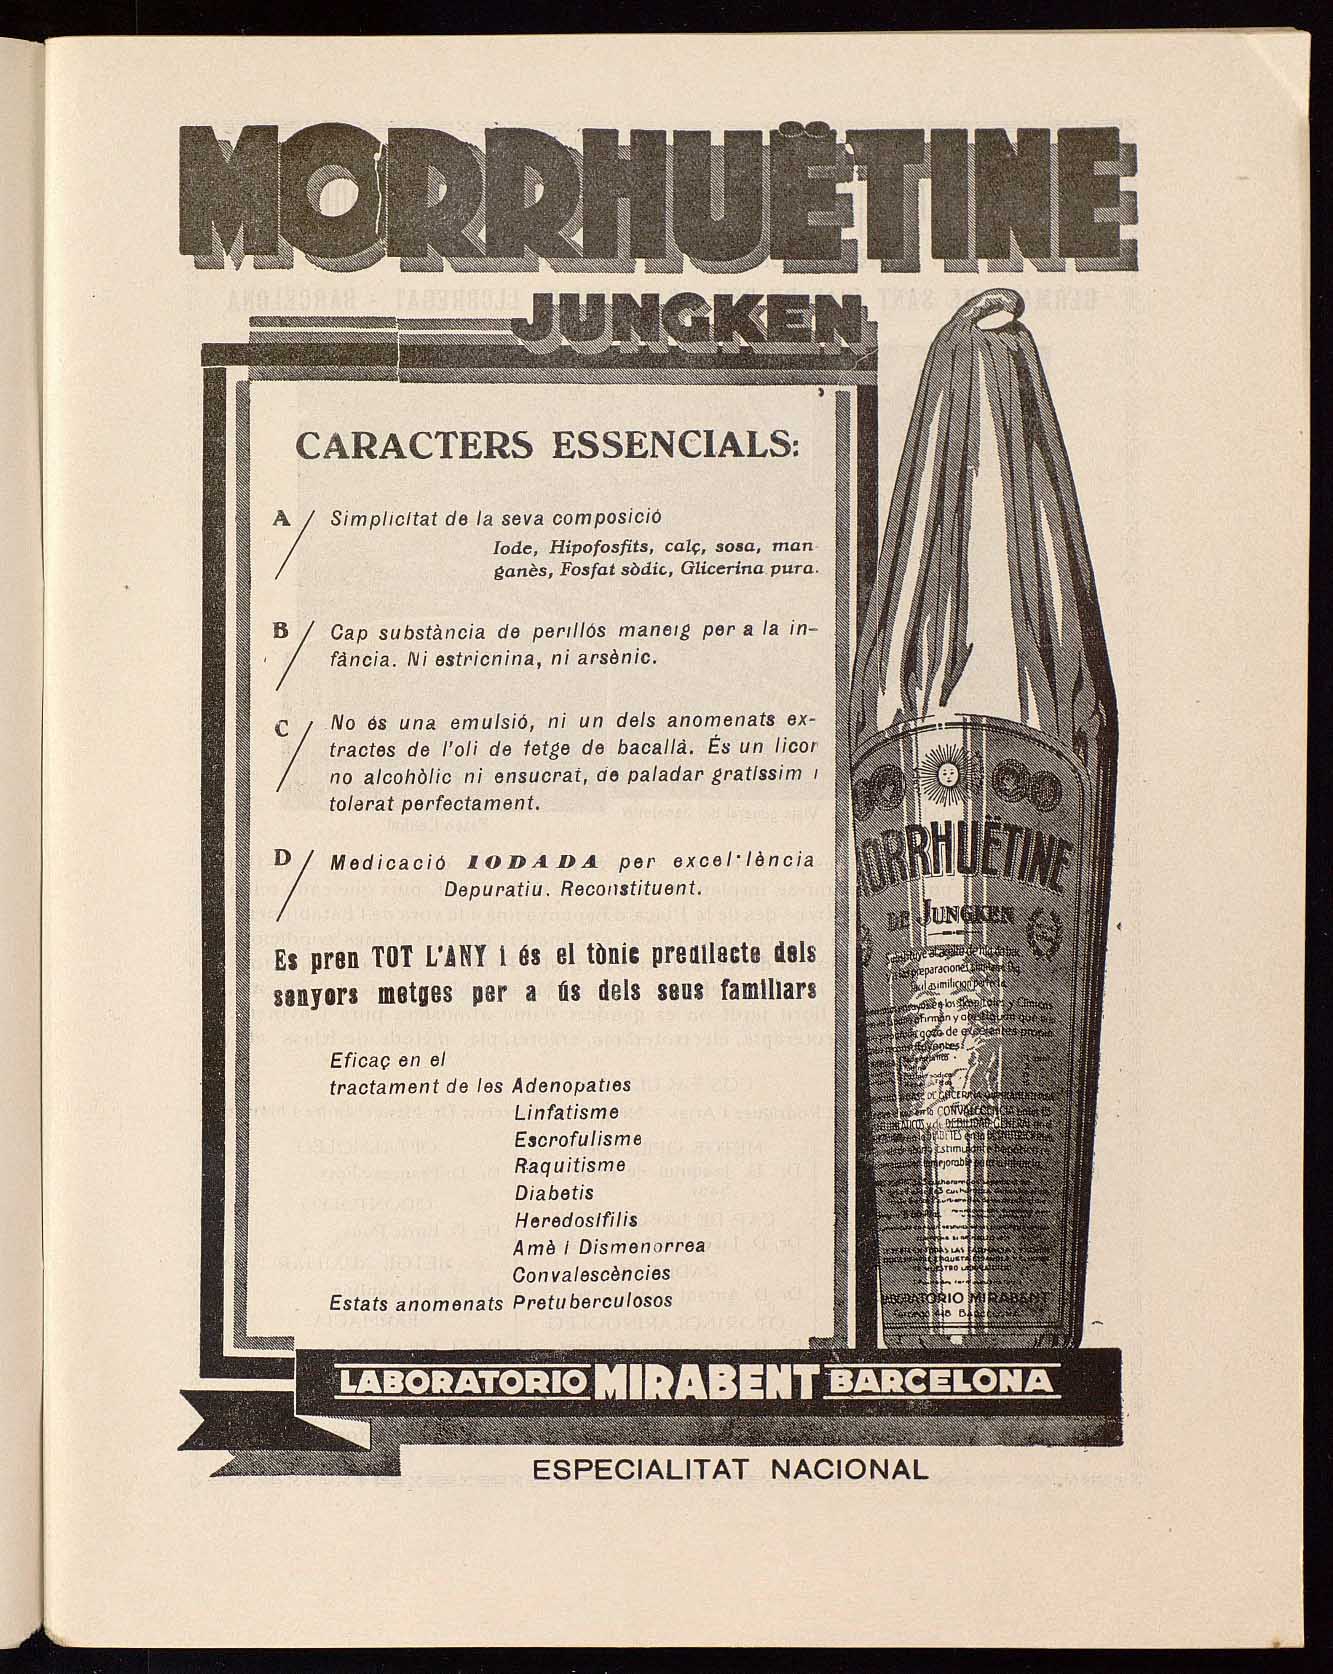 MORRHUËTINE
JUNGKEN
CARACTERS ESSENCIALS:
A / Simplicitat de la seva composició
Iode, Hipofosfits, calç, sosa, man-
ganès, Fosfat sòdic, Glicerina pura.
B / Cap substància de perillós maneig per a la in-
fància. Ni estricnina, ni arsènic.
C / No és una emulsió, ni un dels anomenats ex-
tractes de l'oli de fetge de bacallà. És un licor
no alcohòlic ni ensucrat, de paladar gratíssim i
tolerat perfectament.
D / Medicació IODADA per excel·lència
Depuratiu. Reconstituent.
Es pren TOT L'ANY i és el tònic predilecte dels
senyors metges per a ús dels seus familiars
Eficaç en el
tractament de les Adenopaties
Linfatisme
Escrofulisme
Raquitisme
Diabetis
Heredosífilis
Amè i Dismenorrea
Convalescències
Estats anomenats Pretuberculosos
MORRHUËTINE
DE JUNGKEN
LABORATORIO MIRABENT
LABORATORIO MIRABENT BARCELONA
ESPECIALITAT NACIONAL